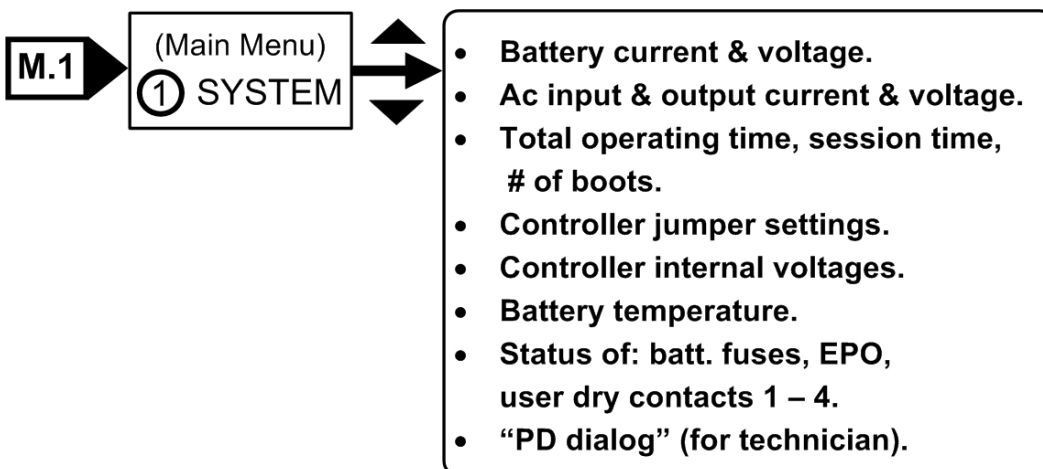 M.1
(Main Menu)
1 SYSTEM
• Battery current & voltage.
• Ac input & output current & voltage.
• Total operating time, session time,
# of boots.
• Controller jumper settings.
• Controller internal voltages.
• Battery temperature.
• Status of: batt. fuses, EPO,
user dry contacts 1 – 4.
• “PD dialog” (for technician).